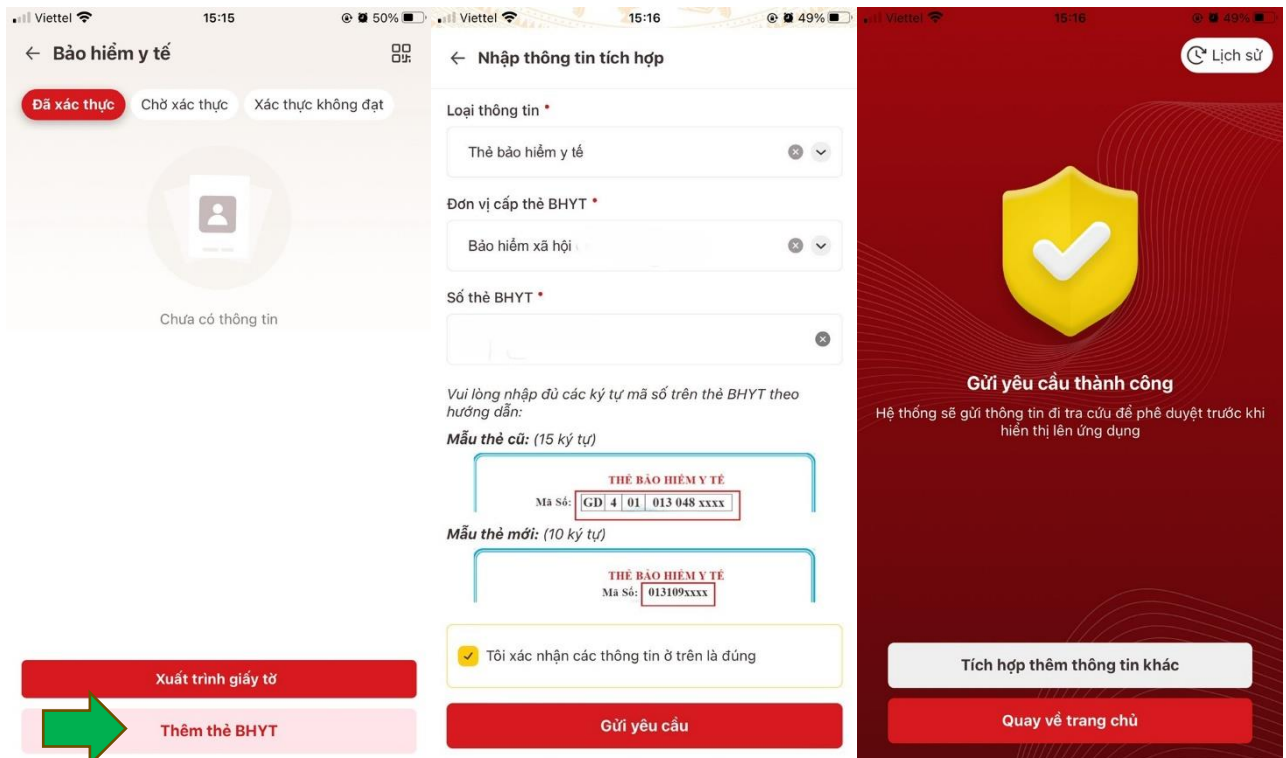 Viettel 15:15 50%
Bảo hiểm y tế
Đã xác thực Chờ xác thực Xác thực không đạt
Chưa có thông tin
Xuất trình giấy tờ
Thêm thẻ BHYT
Viettel 15:16 49%
Nhập thông tin tích hợp
Loại thông tin *
Thẻ bảo hiểm y tế
Đơn vị cấp thẻ BHYT *
Bảo hiểm xã hội
Số thẻ BHYT *
Vui lòng nhập đủ các ký tự mã số trên thẻ BHYT theo
hướng dẫn:
Mẫu thẻ cũ: (15 ký tự)
THẺ BẢO HIỂM Y TẾ
Mã Số: GD 4 01 013 048 xxxx
Mẫu thẻ mới: (10 ký tự)
THẺ BẢO HIỂM Y TẾ
Mã Số: 013109xxxx
Tôi xác nhận các thông tin ở trên là đúng
Gửi yêu cầu
Viettel 15:16 49%
Lịch sử
Gửi yêu cầu thành công
Hệ thống sẽ gửi thông tin đi tra cứu để phê duyệt trước khi
hiển thị lên ứng dụng
Tích hợp thêm thông tin khác
Quay về trang chủ